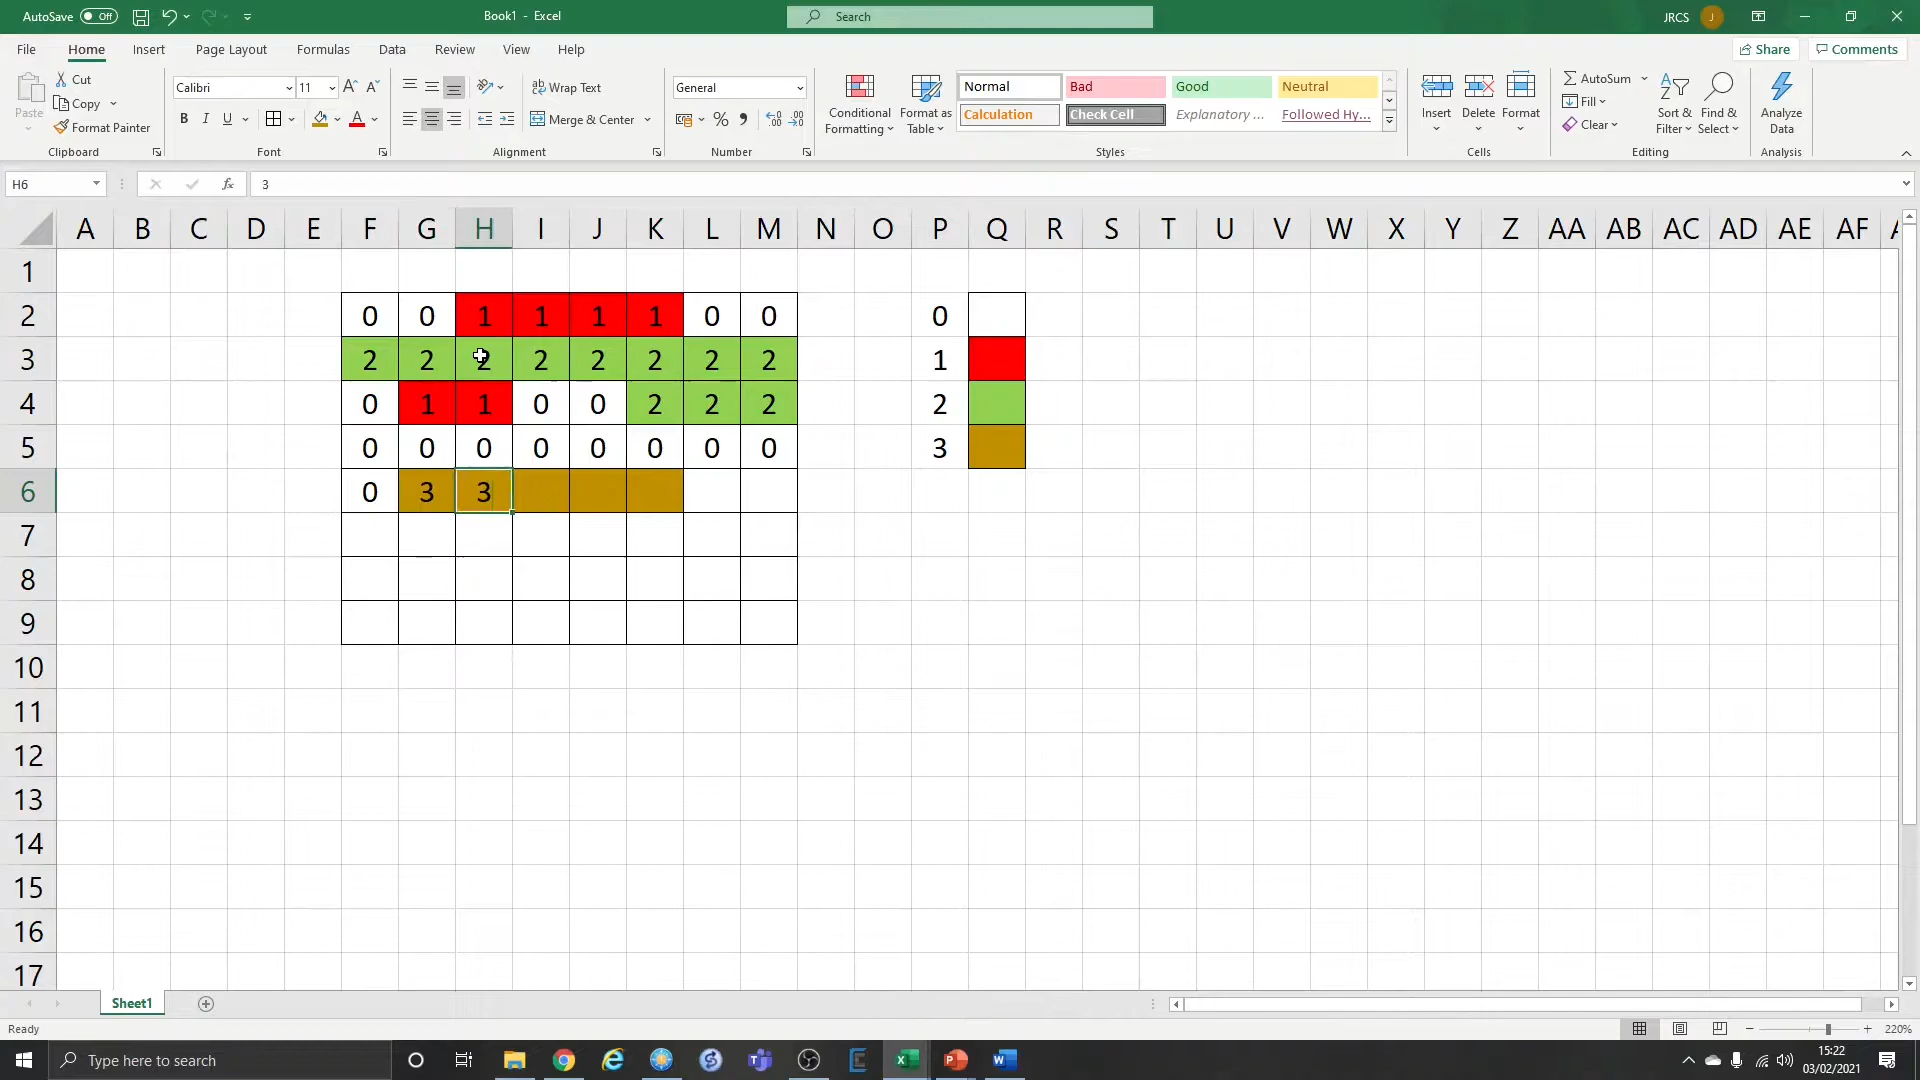 AutoSave Off Book1 - Excel Search JRCS J
File Home Insert Page Layout Formulas Data Review View Help Share Comments
Paste Cut Copy Format Painter
Calibri 11 A A
B I U A
Wrap Text
Merge & Center
General
% 9
Conditional Formatting Format as Table
Normal Bad Good Neutral
Calculation Check Cell Explanatory ... Followed Hy...
Insert Delete Format
AutoSum Fill Clear
Sort & Filter Find & Select
Analyze Data
Clipboard Font Alignment Number Styles Cells Editing Analysis
H6 fx 3
A B C D E F G H I J K L M N O P Q R S T U V W X Y Z AA AB AC AD AE AF
1
2 0 0 1 1 1 1 0 0 0
3 2 2 2 2 2 2 2 2 1
4 0 1 1 0 0 2 2 2 2
5 0 0 0 0 0 0 0 0 3
6 0 3 3
7
8
9
10
11
12
13
14
15
16
17
Sheet1
Ready 220%
Type here to search 15:22
03/02/2021